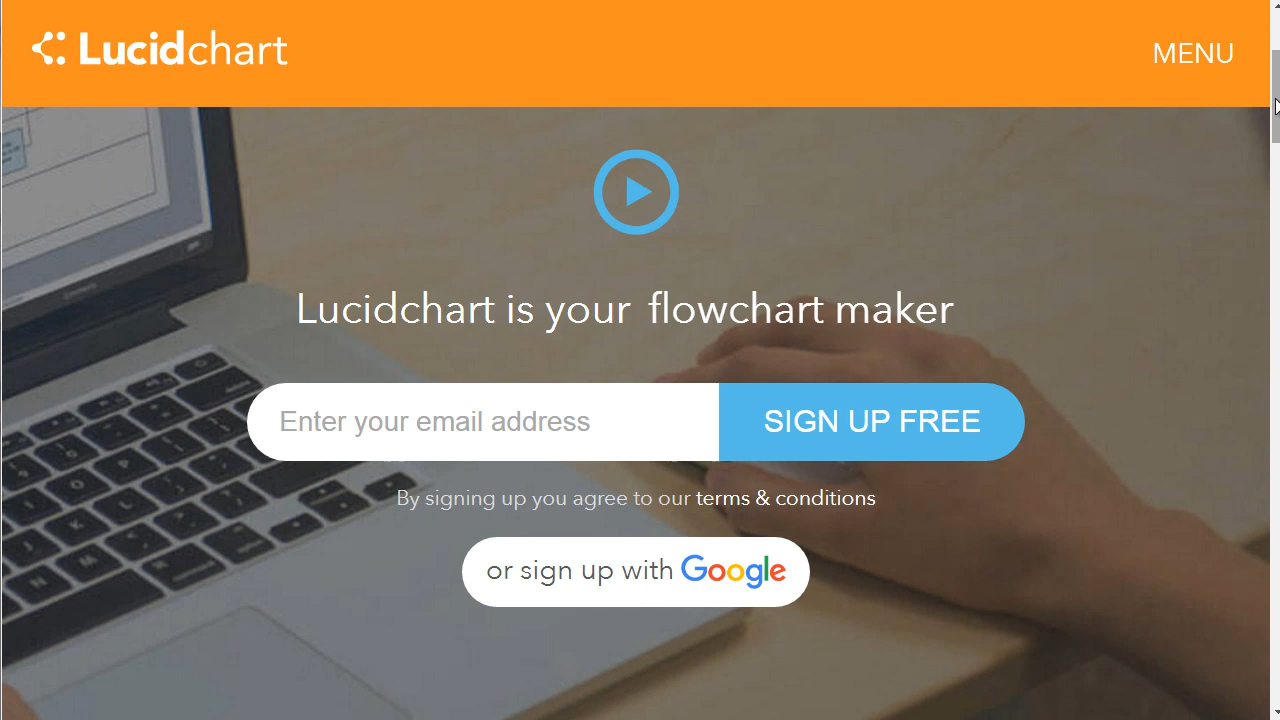 Lucidchart
MENU
Lucidchart is your flowchart maker
Enter your email address
SIGN UP FREE
By signing up you agree to our terms & conditions
or sign up with Google